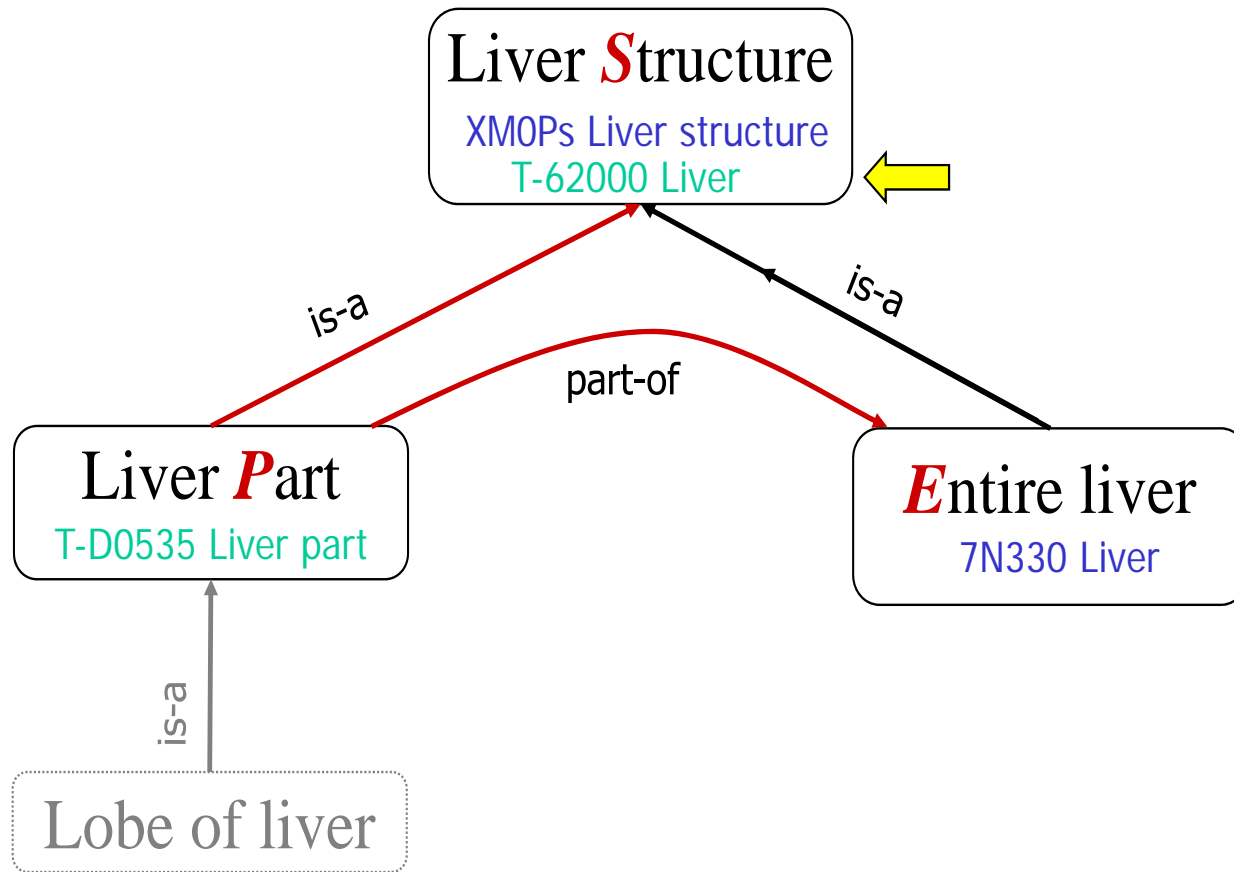 Liver Structure
XM0Ps Liver structure
T-62000 Liver
is-a
is-a
part-of
Liver Part
T-D0535 Liver part
Entire liver
7N330 Liver
is-a
Lobe of liver